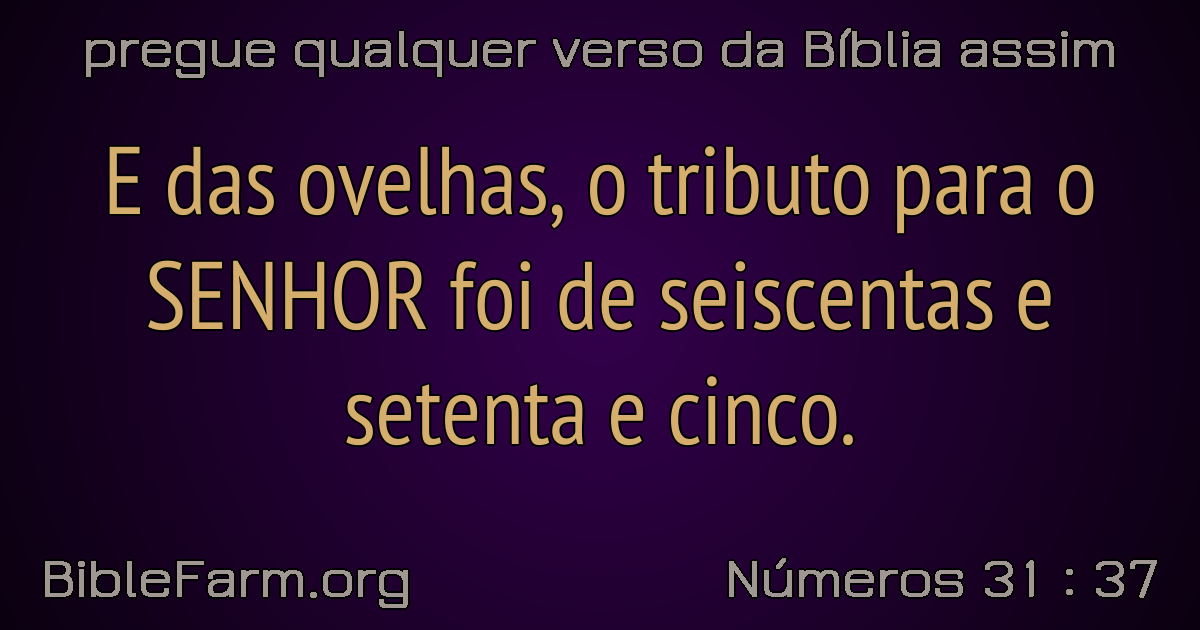 pregue qualquer verso da Bíblia assim
E das ovelhas, o tributo para o
SENHOR foi de seiscentas e
setenta e cinco.
BibleFarm.org
Números 31 : 37